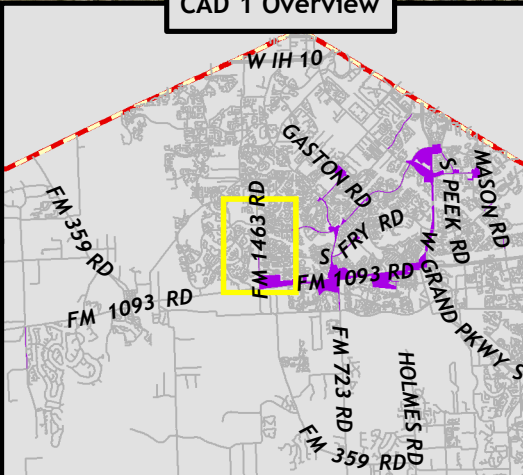 CAD 1 Overview
W IH 10
GASTON RD
MASON RD
S PEEK RD
FM 359 RD
FM 1463 RD
S FRY RD
FM 1093 RD
FM 1093 RD
W GRAND PKWY S
FM 723 RD
HOLMES RD
FM 359 RD